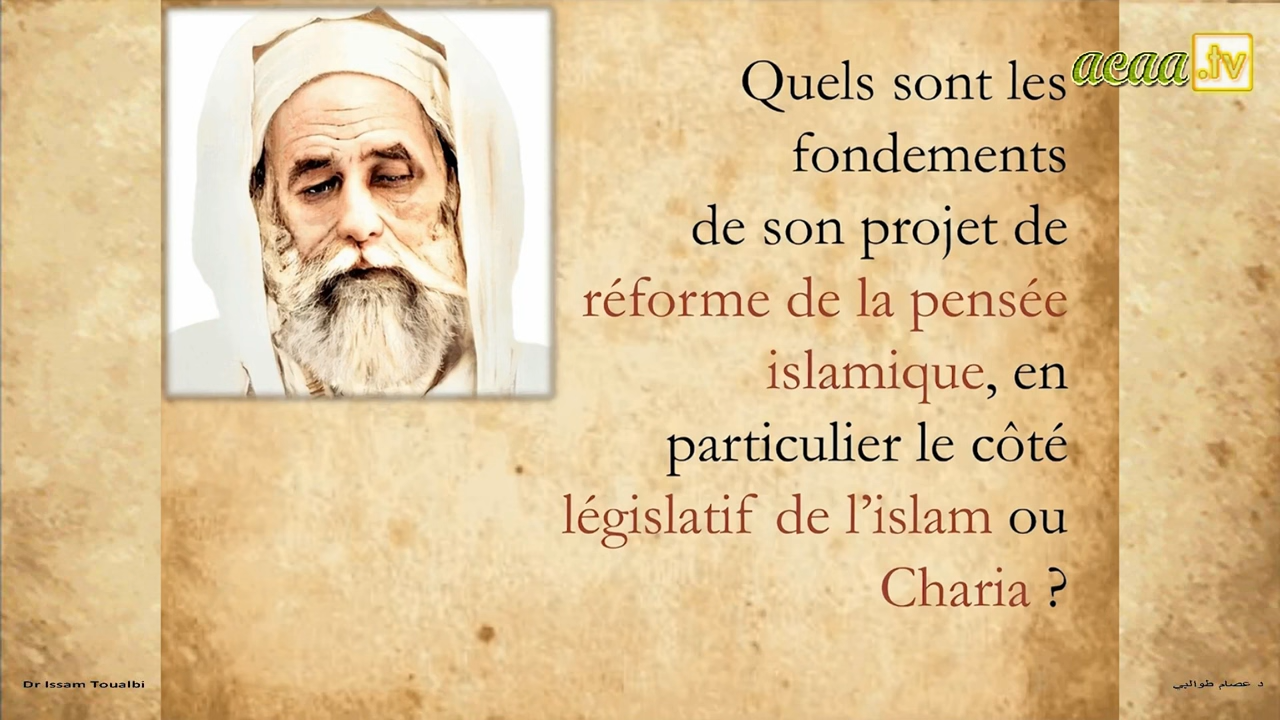 acaa.tv
Quels sont les
fondements
de son projet de
réforme de la pensée
islamique, en
particulier le côté
législatif de l’islam ou
Charia ?
Dr Issam Toualbi
د عصام طوالبي